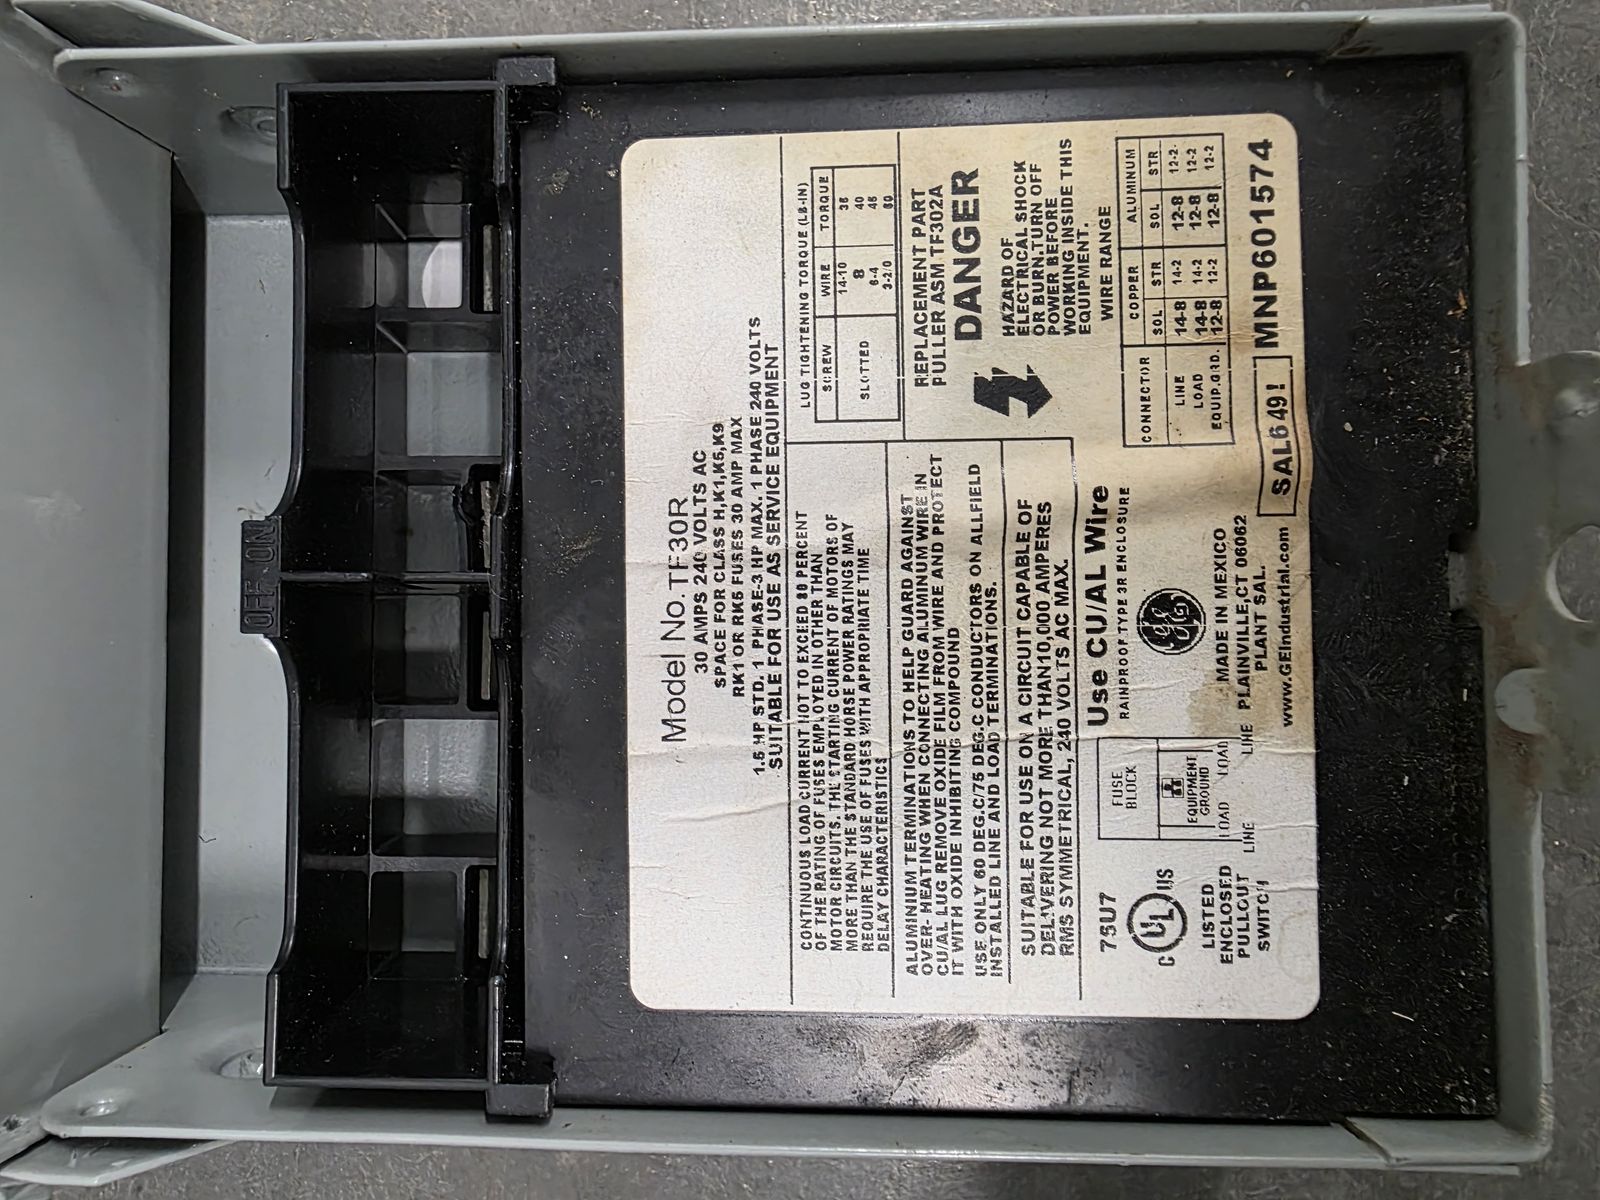 OFF ON
Model No. TF30R
30 AMPS 240 VOLTS AC
SPACE FOR CLASS H,K1,K5,K9
RK1 OR RK5 FUSES 30 AMP MAX
1.5 HP STD. 1 PHASE-3 HP MAX. 1 PHASE 240 VOLTS
SUITABLE FOR USE AS SERVICE EQUIPMENT
CONTINUOUS LOAD CURRENT NOT TO EXCEED 80 PERCENT
OF THE RATING OF FUSES EMPLOYED IN OTHER THAN
MOTOR CIRCUITS. THE STARTING CURRENT OF MOTORS OF
MORE THAN THE STANDARD HORSE POWER RATINGS MAY
REQUIRE THE USE OF FUSES WITH APPROPRIATE TIME
DELAY CHARACTERISTICS
ALUMINIUM TERMINATIONS TO HELP GUARD AGAINST
OVER- HEATING WHEN CONNECTING ALUMINUM WIRE IN
CU/AL LUG REMOVE OXIDE FILM FROM WIRE AND PROTECT
IT WITH OXIDE INHIBITING COMPOUND
USE ONLY 60 DEG.C/75 DEG.C CONDUCTORS ON ALLFIELD
INSTALLED LINE AND LOAD TERMINATIONS.
SUITABLE FOR USE ON A CIRCUIT CAPABLE OF
DELIVERING NOT MORE THAN10,000 AMPERES
RMS SYMMETRICAL, 240 VOLTS AC MAX.
75U7
C UL US
LISTED
ENCLOSED
PULLOUT
SWITCH
FUSE
BLOCK
EQUIPMENT
GROUND
LOAD LOAD
LINE LINE
Use CU/AL Wire
RAINPROOF TYPE 3R ENCLOSURE
GE
MADE IN MEXICO
PLAINVILLE,CT 06062
PLANT SAL.
www.GEindustrial.com
LUG TIGHTENING TORQUE (LB-IN)
SCREW WIRE TORQUE
SLOTTED
14-10 35
8 40
6-4 45
3-2/0 50
REPLACEMENT PART
PULLER ASM TF302A
DANGER
HAZARD OF
ELECTRICAL SHOCK
OR BURN.TURN OFF
POWER BEFORE
WORKING INSIDE THIS
EQUIPMENT.
WIRE RANGE
CONNECTOR COPPER ALUMINUM
SOL STR SOL STR
LINE 14-8 14-2 12-8 12-2
LOAD 14-8 14-2 12-8 12-2
EQUIP.GRD. 12-8 12-2 12-8 12-2
SAL6 49! MNP601574